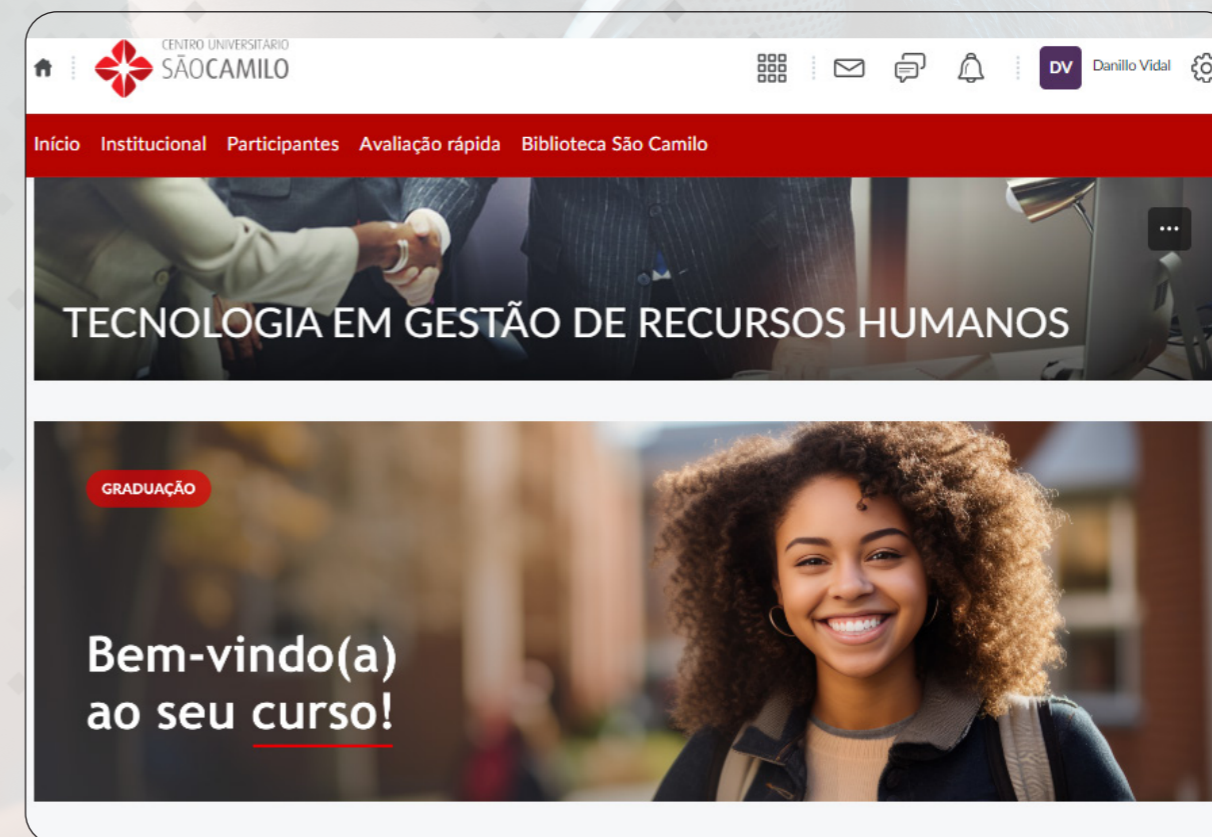 CENTRO UNIVERSITÁRIO
SÃOCAMILO
DV Danillo Vidal
Início Institucional Participantes Avaliação rápida Biblioteca São Camilo
TECNOLOGIA EM GESTÃO DE RECURSOS HUMANOS
GRADUAÇÃO
Bem-vindo(a)
ao seu curso!